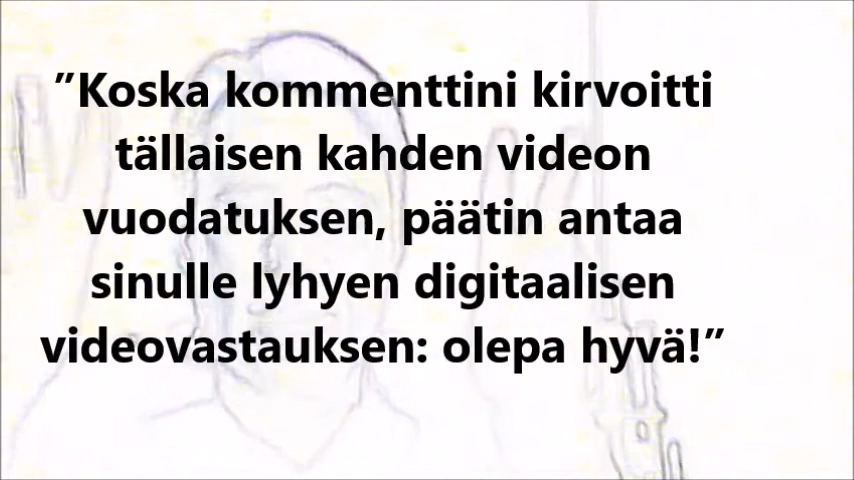 ”Koska kommenttini kirvoitti
tällaisen kahden videon
vuodatuksen, päätin antaa
sinulle lyhyen digitaalisen
videovastauksen: olepa hyvä!”